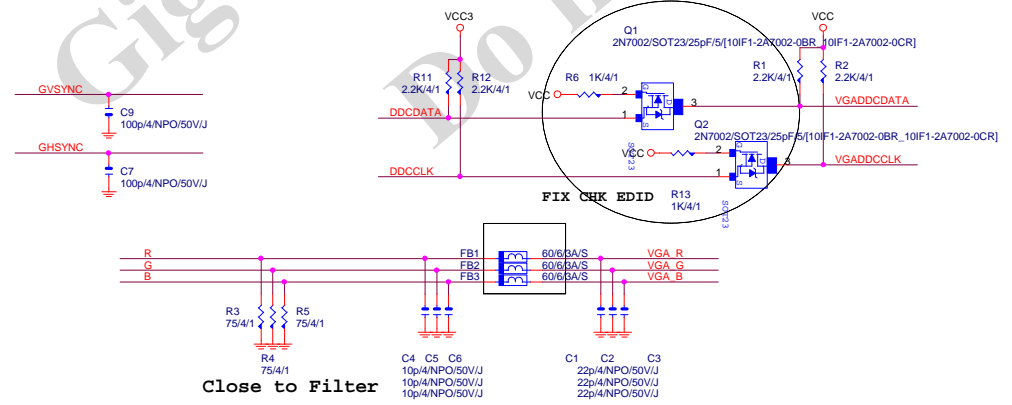 Gig
Do n
VCC3
VCC
Q1
2N7002/SOT23/25pF/5/[10IF1-2A7002-0BR_10IF1-2A7002-0CR]
R11
2.2K/4/1
R12
2.2K/4/1
R6 1K/4/1
R1
2.2K/4/1
R2
2.2K/4/1
GVSYNC
VCC
2
3
VGADDCDATA
C9
100p/4/NPO/50V/J
DDCDATA
1
G
D
S
Q2
2N7002/SOT23/25pF/5/[10IF1-2A7002-0BR_10IF1-2A7002-0CR]
GHSYNC
SOT23
VCC
2
3
VGADDCCLK
C7
100p/4/NPO/50V/J
DDCCLK
1
G
D
S
FIX CHK EDID
R13
1K/4/1
SOT23
R
FB1
60/6/3A/S
VGA_R
G
FB2
60/6/3A/S
VGA_G
B
FB3
60/6/3A/S
VGA_B
R3
75/4/1
R5
75/4/1
R4
75/4/1
C4 C5 C6
10p/4/NPO/50V/J
10p/4/NPO/50V/J
10p/4/NPO/50V/J
C1 C2 C3
22p/4/NPO/50V/J
22p/4/NPO/50V/J
22p/4/NPO/50V/J
Close to Filter